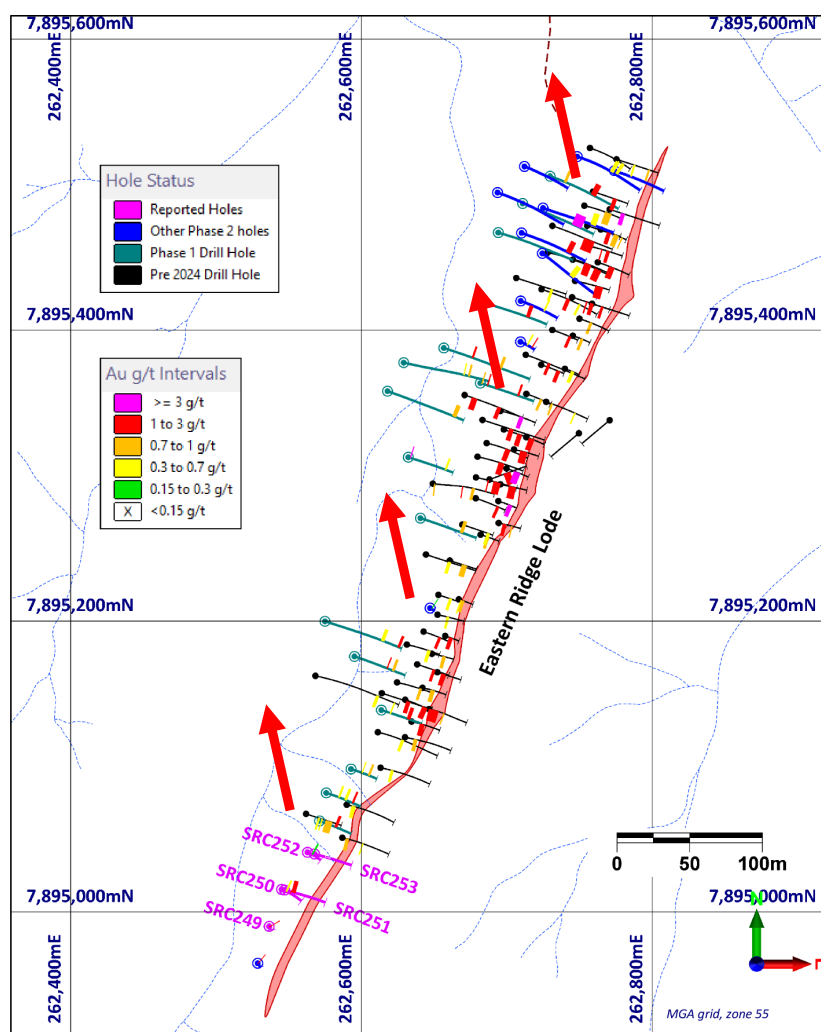 7,895,600mN
7,895,600mN
262,400mE
262,600mE
262,800mE
Hole Status
Reported Holes
Other Phase 2 holes
Phase 1 Drill Hole
Pre 2024 Drill Hole
7,895,400mN
7,895,400mN
Au g/t Intervals
>= 3 g/t
1 to 3 g/t
0.7 to 1 g/t
0.3 to 0.7 g/t
0.15 to 0.3 g/t
X <0.15 g/t
Eastern Ridge Lode
7,895,200mN
7,895,200mN
SRC252
SRC253
SRC250
SRC251
SRC249
0 50 100m
7,895,000mN
7,895,000mN
N
262,400mE
262,600mE
262,800mE
MGA grid, zone 55